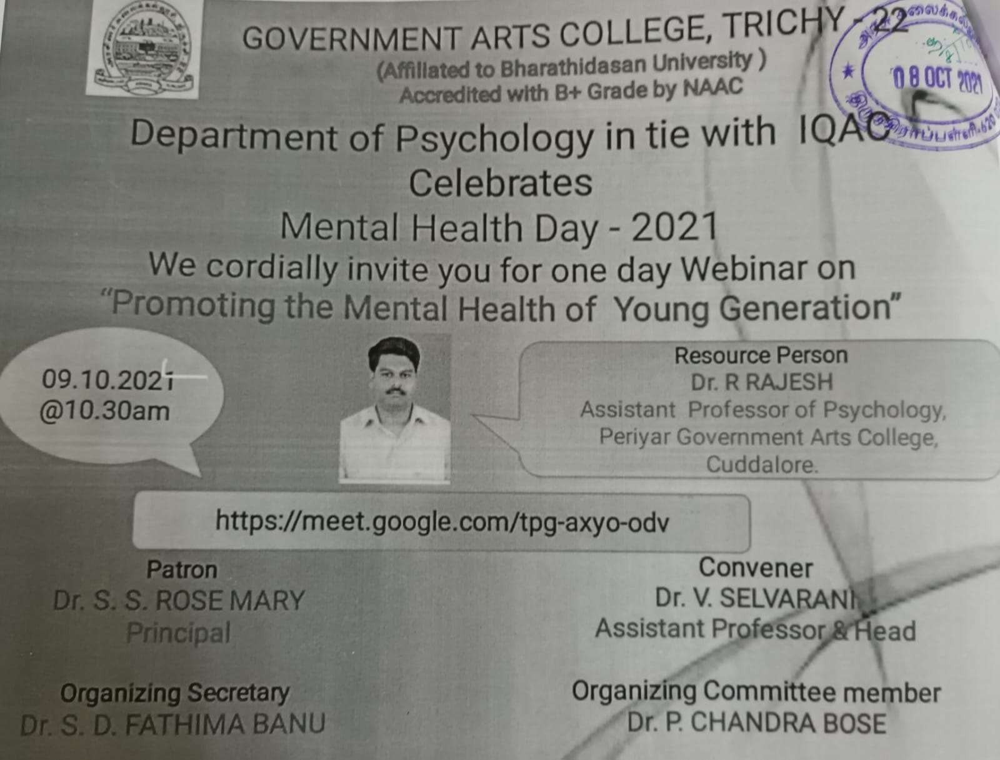 GOVERNMENT ARTS COLLEGE, TRICHY - 22
(Affiliated to Bharathidasan University )
Accredited with B+ Grade by NAAC
08 OCT 2021
Department of Psychology in tie with IQAC
Celebrates
Mental Health Day - 2021
We cordially invite you for one day Webinar on
“Promoting the Mental Health of Young Generation”
09.10.2021
@10.30am
Resource Person
Dr. R RAJESH
Assistant Professor of Psychology,
Periyar Government Arts College,
Cuddalore.
https://meet.google.com/tpg-axyo-odv
Patron
Dr. S. S. ROSE MARY
Principal
Convener
Dr. V. SELVARANI
Assistant Professor & Head
Organizing Secretary
Dr. S. D. FATHIMA BANU
Organizing Committee member
Dr. P. CHANDRA BOSE